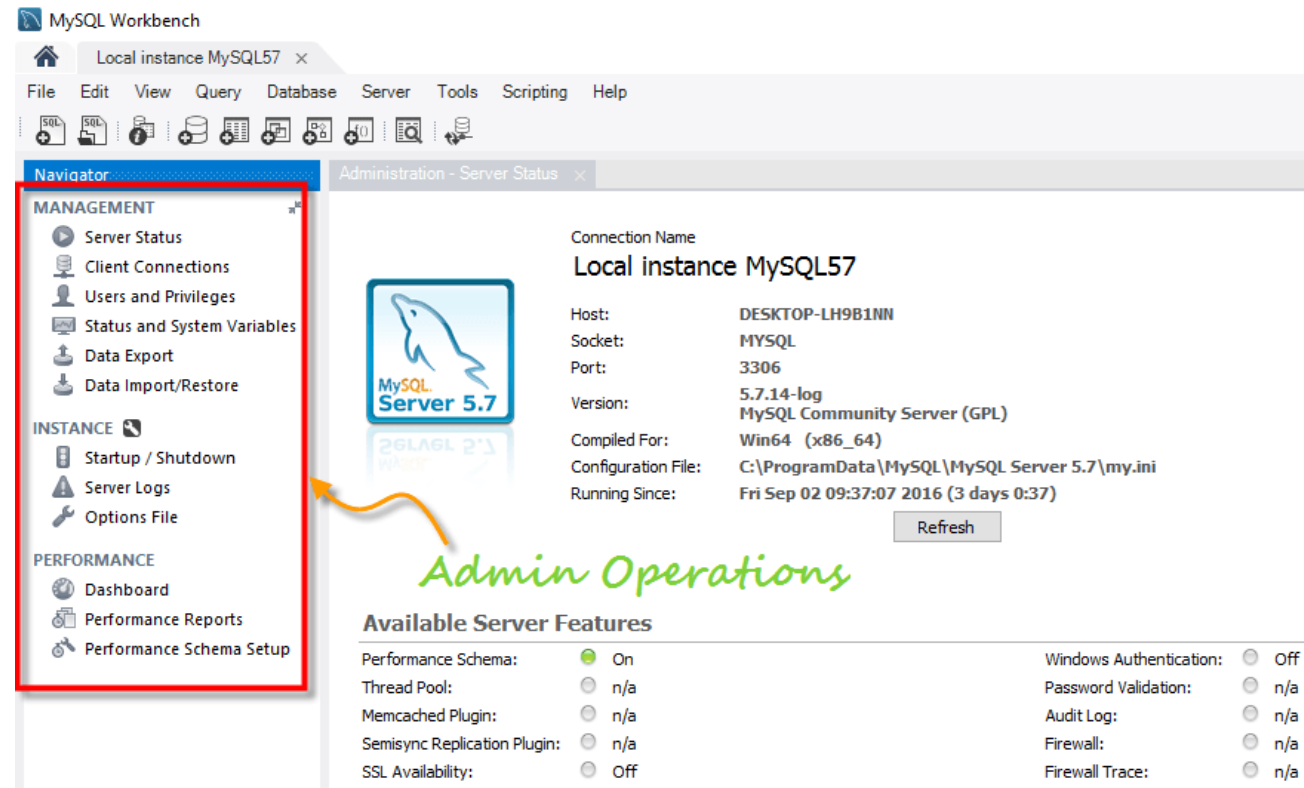 MySQL Workbench
Local instance MySQL57 ×
File Edit View Query Database Server Tools Scripting Help
SQL SQL
Navigator
MANAGEMENT
Server Status
Client Connections
Users and Privileges
Status and System Variables
Data Export
Data Import/Restore
INSTANCE
Startup / Shutdown
Server Logs
Options File
PERFORMANCE
Dashboard
Performance Reports
Performance Schema Setup
Administration - Server Status ×
MySQL.
Server 5.7
Connection Name
Local instance MySQL57
Host: DESKTOP-LH9B1NN
Socket: MYSQL
Port: 3306
Version: 5.7.14-log
MySQL Community Server (GPL)
Compiled For: Win64 (x86_64)
Configuration File: C:\ProgramData\MySQL\MySQL Server 5.7\my.ini
Running Since: Fri Sep 02 09:37:07 2016 (3 days 0:37)
Refresh
Admin Operations
Available Server Features
Performance Schema: On Windows Authentication: Off
Thread Pool: n/a Password Validation: n/a
Memcached Plugin: n/a Audit Log: n/a
Semisync Replication Plugin: n/a Firewall: n/a
SSL Availability: Off Firewall Trace: n/a